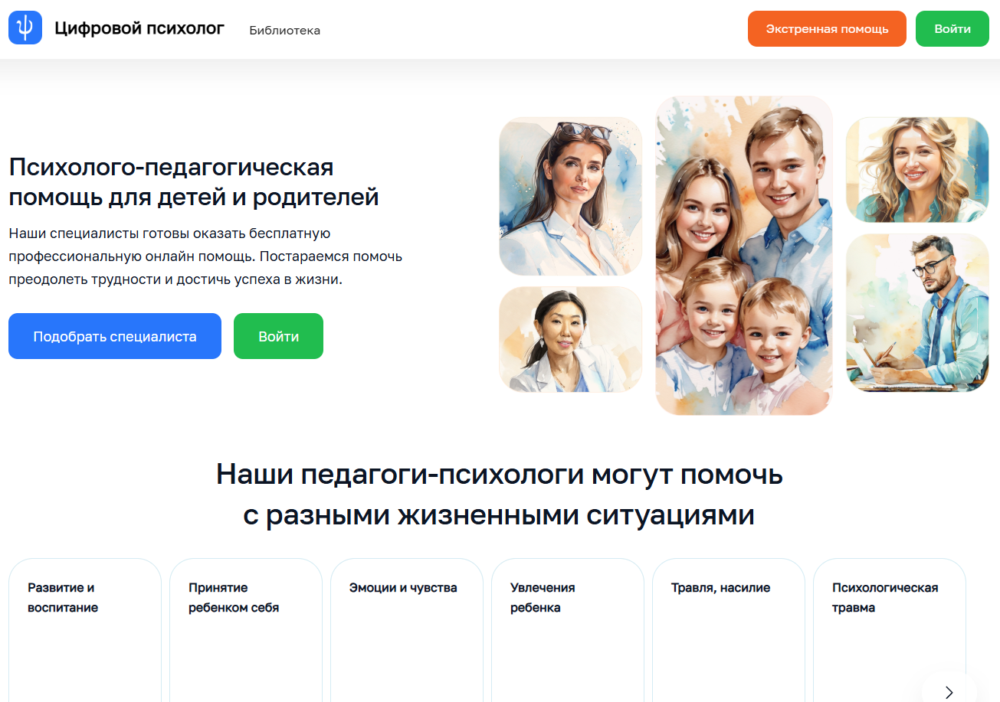 Цифровой психолог
Библиотека
Экстренная помощь
Войти
Психолого-педагогическая
помощь для детей и родителей
Наши специалисты готовы оказать бесплатную
профессиональную онлайн помощь. Постараемся помочь
преодолеть трудности и достичь успеха в жизни.
Подобрать специалиста
Войти
Наши педагоги-психологи могут помочь
с разными жизненными ситуациями
Развитие и
воспитание
Принятие
ребенком себя
Эмоции и чувства
Увлечения
ребенка
Травля, насилие
Психологическая
травма